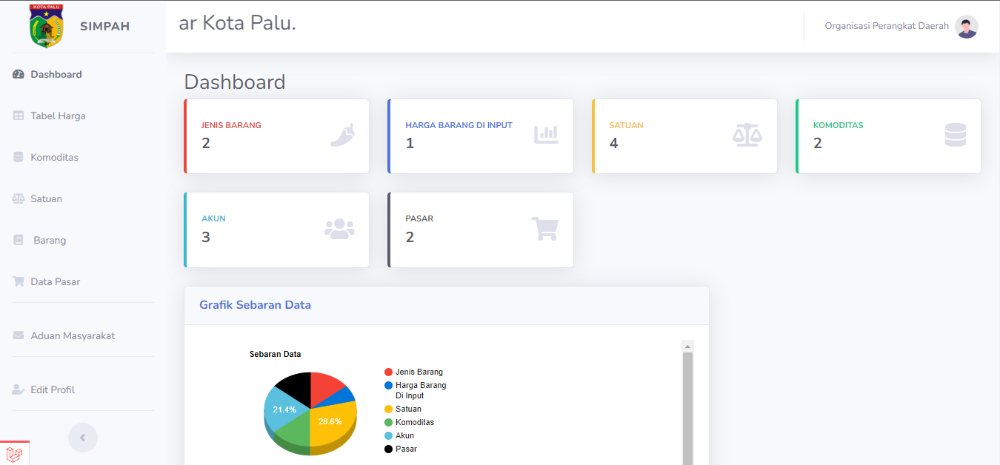 KOTA PALU
SIMPAH
ar Kota Palu.
Organisasi Perangkat Daerah
Dashboard
Tabel Harga
Komoditas
Satuan
Barang
Data Pasar
Aduan Masyarakat
Edit Profil
Dashboard
JENIS BARANG
2
HARGA BARANG DI INPUT
1
SATUAN
4
KOMODITAS
2
AKUN
3
PASAR
2
Grafik Sebaran Data
Sebaran Data
21.4%
28.6%
Jenis Barang
Harga Barang
Di Input
Satuan
Komoditas
Akun
Pasar